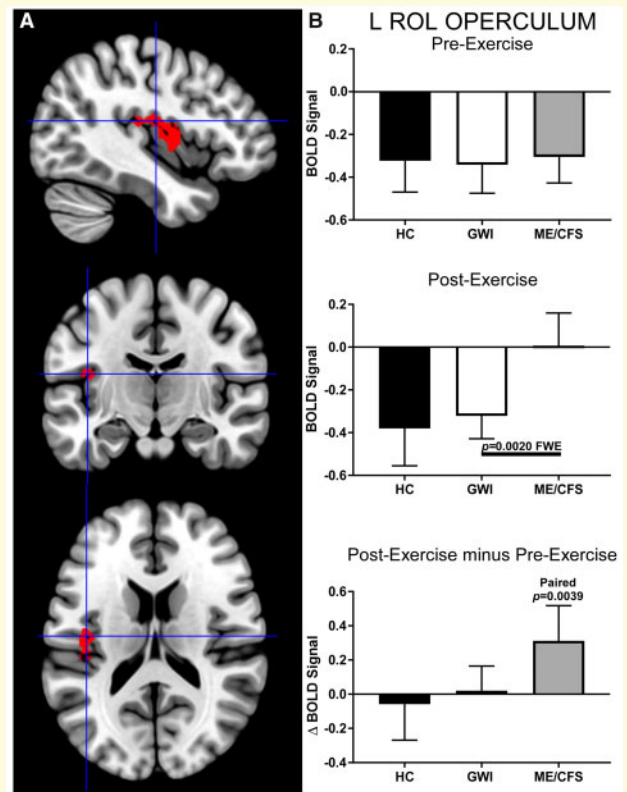 A
B
L ROL OPERCULUM
Pre-Exercise
BOLD Signal
0.2
0.0
-0.2
-0.4
-0.6
HC GWI ME/CFS
Post-Exercise
BOLD Signal
0.2
0.0
-0.2
-0.4
-0.6
p=0.0020 FWE
HC GWI ME/CFS
Post-Exercise minus Pre-Exercise
Δ BOLD Signal
0.6
0.4
0.2
0.0
-0.2
-0.4
Paired
p=0.0039
HC GWI ME/CFS